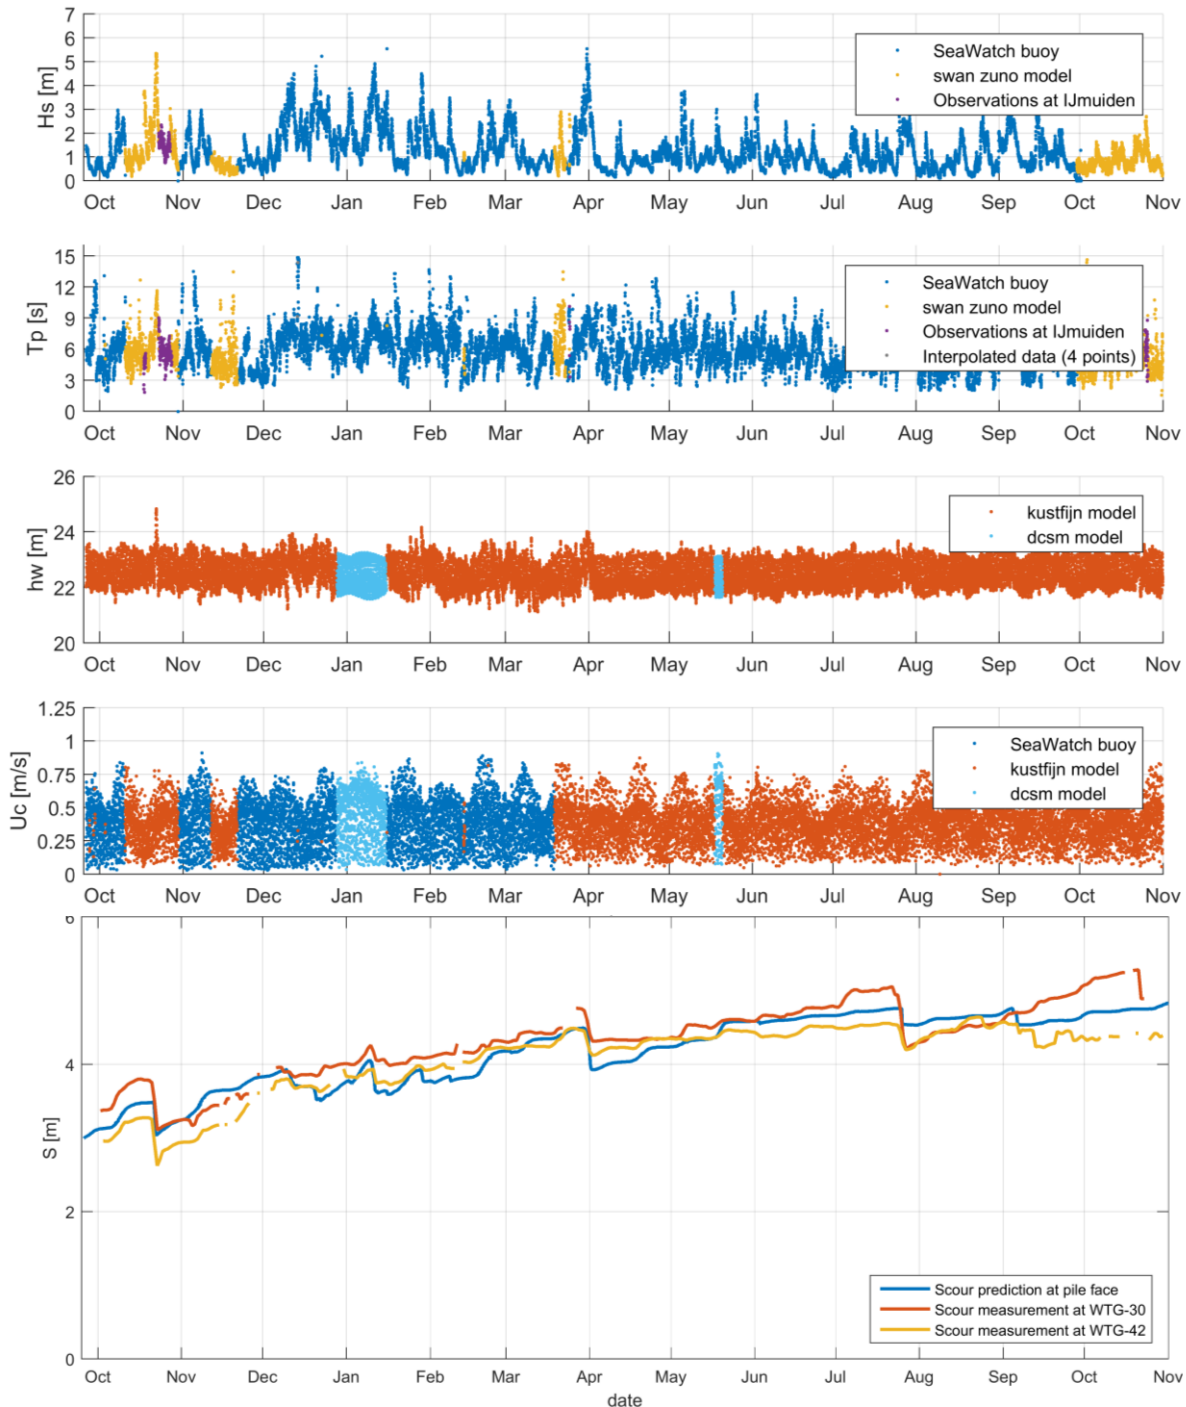 7
6
5
4
3
2
1
0
Hs [m]
SeaWatch buoy
swan zuno model
Observations at IJmuiden
Oct Nov Dec Jan Feb Mar Apr May Jun Jul Aug Sep Oct Nov
15
12
9
6
3
0
Tp [s]
SeaWatch buoy
swan zuno model
Observations at IJmuiden
Interpolated data (4 points)
Oct Nov Dec Jan Feb Mar Apr May Jun Jul Aug Sep Oct Nov
26
24
22
20
hw [m]
kustfijn model
dcsm model
Oct Nov Dec Jan Feb Mar Apr May Jun Jul Aug Sep Oct Nov
1.25
1
0.75
0.5
0.25
0
Uc [m/s]
SeaWatch buoy
kustfijn model
dcsm model
Oct Nov Dec Jan Feb Mar Apr May Jun Jul Aug Sep Oct Nov
6
4
2
0
S [m]
Scour prediction at pile face
Scour measurement at WTG-30
Scour measurement at WTG-42
Oct Nov Dec Jan Feb Mar Apr May Jun Jul Aug Sep Oct Nov
date